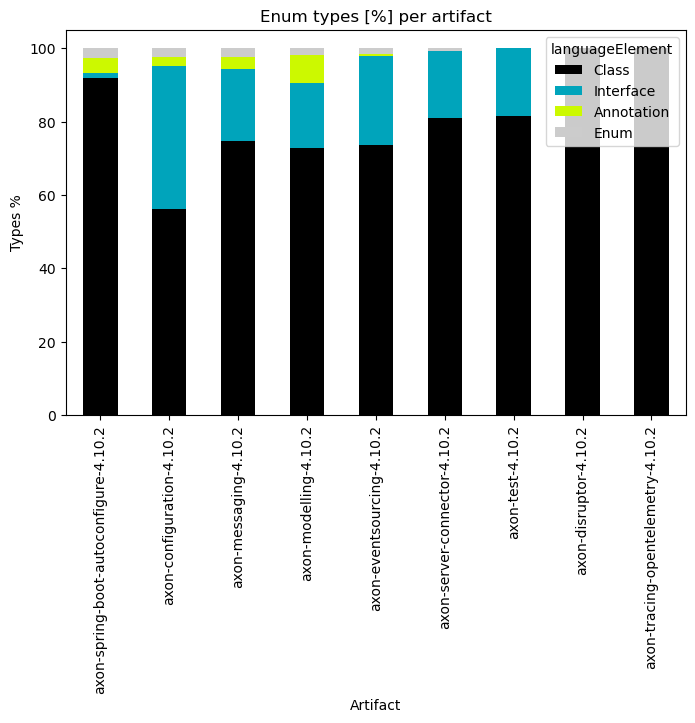 Enum types [%] per artifact
languageElement
Class
Interface
Annotation
Enum
Types %
100
80
60
40
20
0
axon-spring-boot-autoconfigure-4.10.2
axon-configuration-4.10.2
axon-messaging-4.10.2
axon-modelling-4.10.2
axon-eventsourcing-4.10.2
axon-server-connector-4.10.2
axon-test-4.10.2
axon-disruptor-4.10.2
axon-tracing-opentelemetry-4.10.2
Artifact